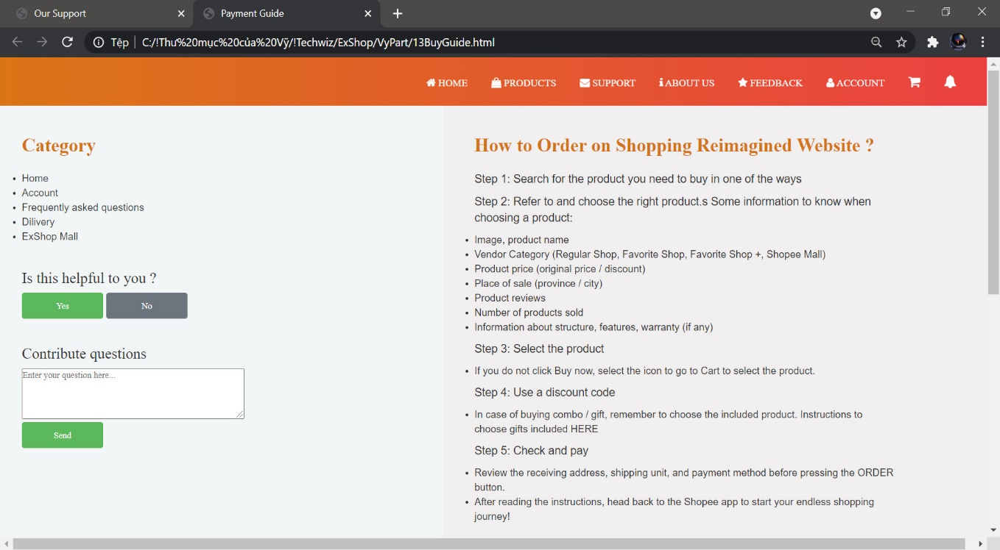 Our Support
Payment Guide
Tệp
C:/!Thư%20mục%20của%20Vỹ/!Techwiz/ExShop/VyPart/13BuyGuide.html
HOME PRODUCTS SUPPORT ABOUT US FEEDBACK ACCOUNT
Category
Home
Account
Frequently asked questions
Dilivery
ExShop Mall
Is this helpful to you ?
Yes No
Contribute questions
Enter your question here...
Send
How to Order on Shopping Reimagined Website ?
Step 1: Search for the product you need to buy in one of the ways
Step 2: Refer to and choose the right product.s Some information to know when
choosing a product:
Image, product name
Vendor Category (Regular Shop, Favorite Shop, Favorite Shop +, Shopee Mall)
Product price (original price / discount)
Place of sale (province / city)
Product reviews
Number of products sold
Information about structure, features, warranty (if any)
Step 3: Select the product
If you do not click Buy now, select the icon to go to Cart to select the product.
Step 4: Use a discount code
In case of buying combo / gift, remember to choose the included product. Instructions to
choose gifts included HERE
Step 5: Check and pay
Review the receiving address, shipping unit, and payment method before pressing the ORDER
button.
After reading the instructions, head back to the Shopee app to start your endless shopping
journey!